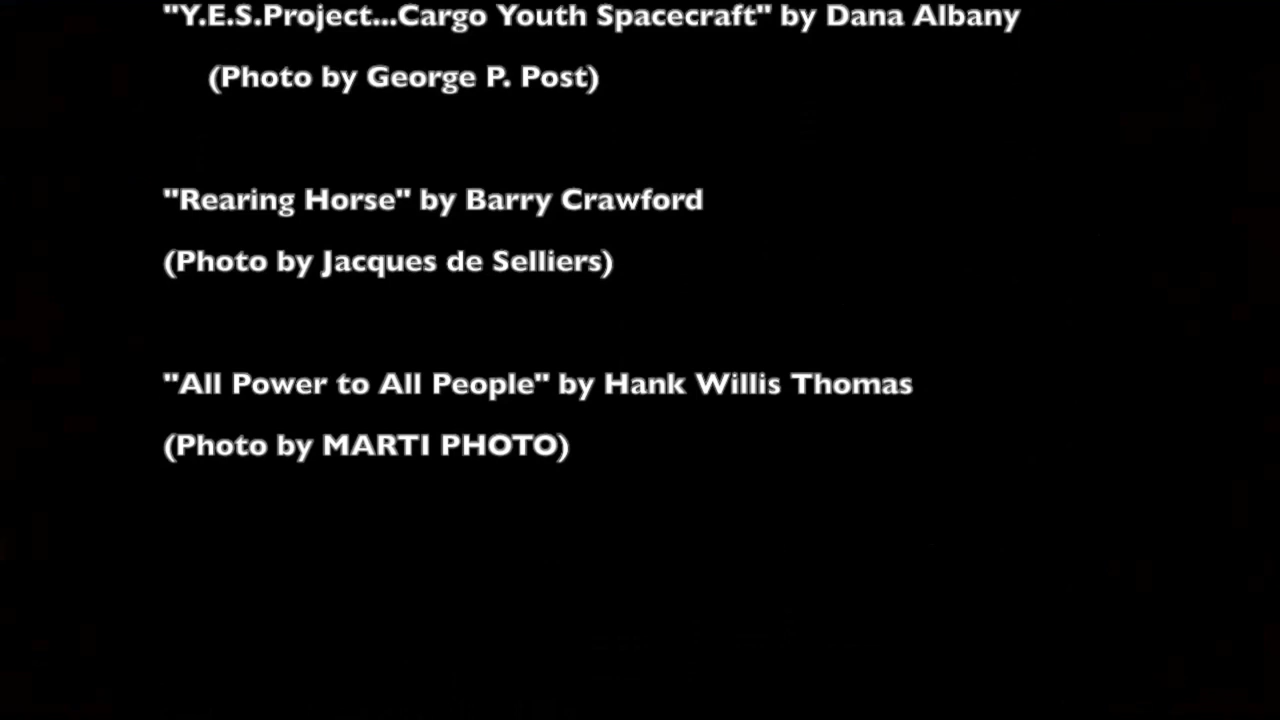 "Y.E.S.Project...Cargo Youth Spacecraft" by Dana Albany
(Photo by George P. Post)
"Rearing Horse" by Barry Crawford
(Photo by Jacques de Selliers)
"All Power to All People" by Hank Willis Thomas
(Photo by MARTI PHOTO)